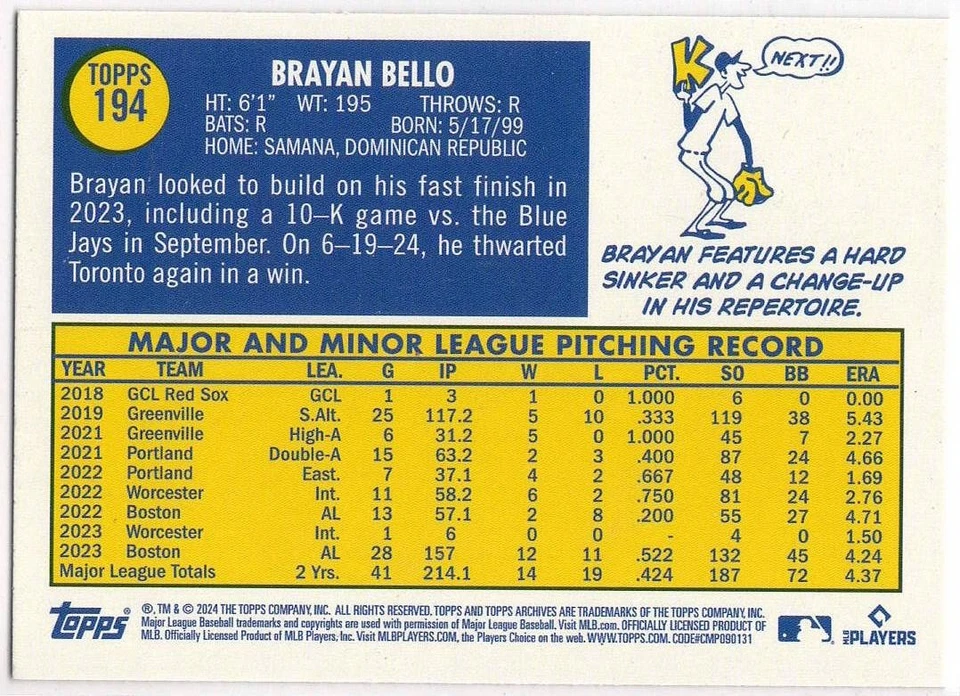 TOPPS
194
BRAYAN BELLO
HT: 6'1" WT: 195 THROWS: R
BATS: R BORN: 5/17/99
HOME: SAMANA, DOMINICAN REPUBLIC
Brayan looked to build on his fast finish in
2023, including a 10–K game vs. the Blue
Jays in September. On 6–19–24, he thwarted
Toronto again in a win.
K
NEXT!!
BRAYAN FEATURES A HARD
SINKER AND A CHANGE-UP
IN HIS REPERTOIRE.
MAJOR AND MINOR LEAGUE PITCHING RECORD
YEAR TEAM LEA. G IP W L PCT. SO BB ERA
2018 GCL Red Sox GCL 1 3 1 0 1.000 6 0 0.00
2019 Greenville S.Alt. 25 117.2 5 10 .333 119 38 5.43
2021 Greenville High-A 6 31.2 5 0 1.000 45 7 2.27
2021 Portland Double-A 15 63.2 2 3 .400 87 24 4.66
2022 Portland East. 7 37.1 4 2 .667 48 12 1.69
2022 Worcester Int. 11 58.2 6 2 .750 81 24 2.76
2022 Boston AL 13 57.1 2 8 .200 55 27 4.71
2023 Worcester Int. 1 6 0 0 - 4 0 1.50
2023 Boston AL 28 157 12 11 .522 132 45 4.24
Major League Totals 2 Yrs. 41 214.1 14 19 .424 187 72 4.37
Topps®
®, TM & © 2024 THE TOPPS COMPANY, INC. ALL RIGHTS RESERVED. TOPPS AND TOPPS ARCHIVES ARE TRADEMARKS OF THE TOPPS COMPANY, INC.
Major League Baseball trademarks and copyrights are used with permission of Major League Baseball. Visit MLB.com. OFFICIALLY LICENSED PRODUCT OF
MLB. Officially Licensed Product of MLB Players, Inc. Visit MLBPLAYERS.COM, the Players Choice on the web. WWW.TOPPS.COM. CODE#CMP090131
MLB PLAYERS